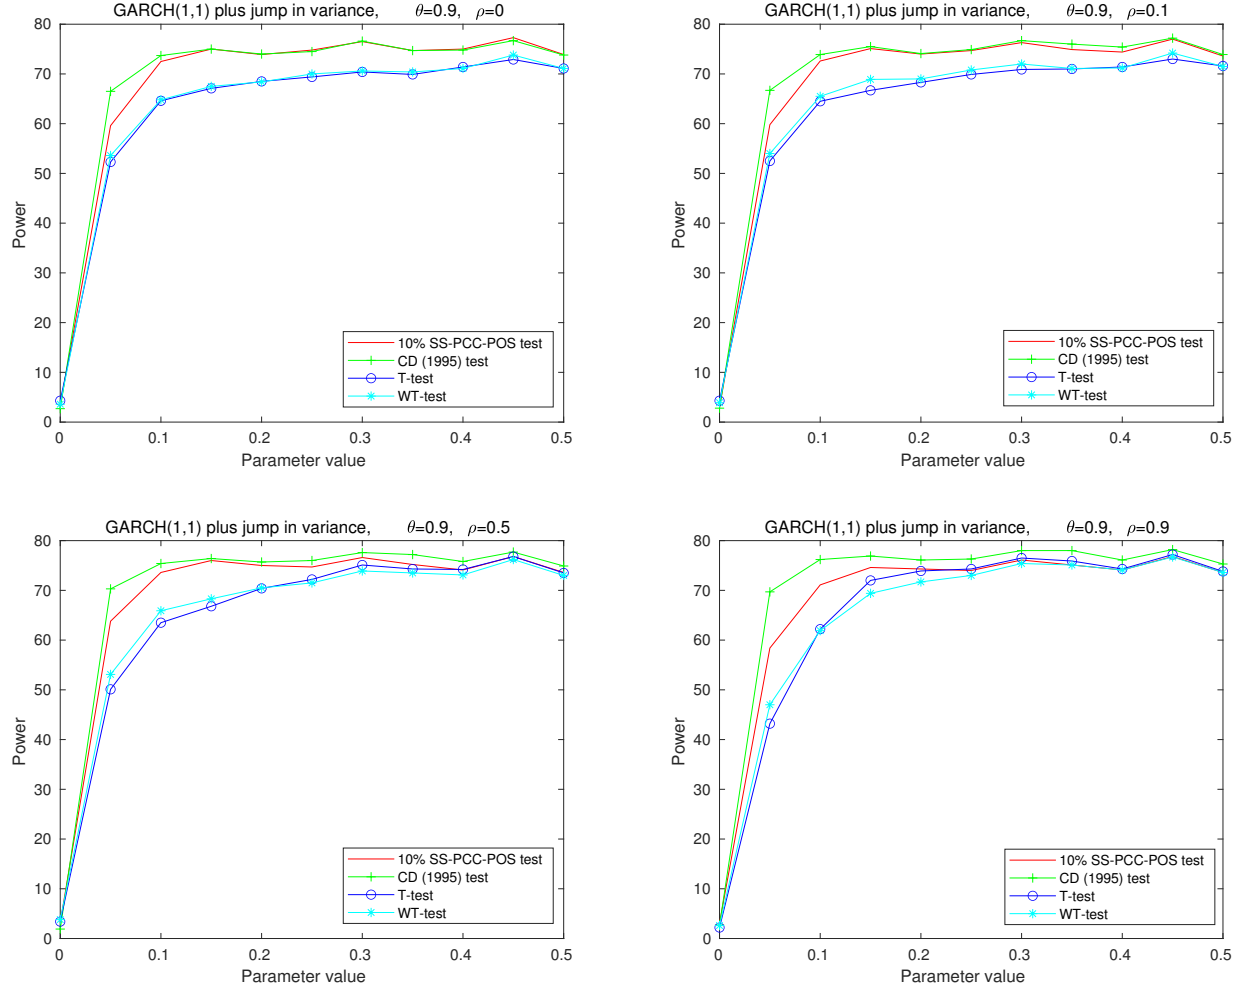 GARCH(1,1) plus jump in variance, θ=0.9, ρ=0
80
70
60
50
40
30
20
10
0
Power
0 0.1 0.2 0.3 0.4 0.5
Parameter value
10% SS-PCC-POS test
CD (1995) test
T-test
WT-test
GARCH(1,1) plus jump in variance, θ=0.9, ρ=0.1
80
70
60
50
40
30
20
10
0
Power
0 0.1 0.2 0.3 0.4 0.5
Parameter value
10% SS-PCC-POS test
CD (1995) test
T-test
WT-test
GARCH(1,1) plus jump in variance, θ=0.9, ρ=0.5
80
70
60
50
40
30
20
10
0
Power
0 0.1 0.2 0.3 0.4 0.5
Parameter value
10% SS-PCC-POS test
CD (1995) test
T-test
WT-test
GARCH(1,1) plus jump in variance, θ=0.9, ρ=0.9
80
70
60
50
40
30
20
10
0
Power
0 0.1 0.2 0.3 0.4 0.5
Parameter value
10% SS-PCC-POS test
CD (1995) test
T-test
WT-test